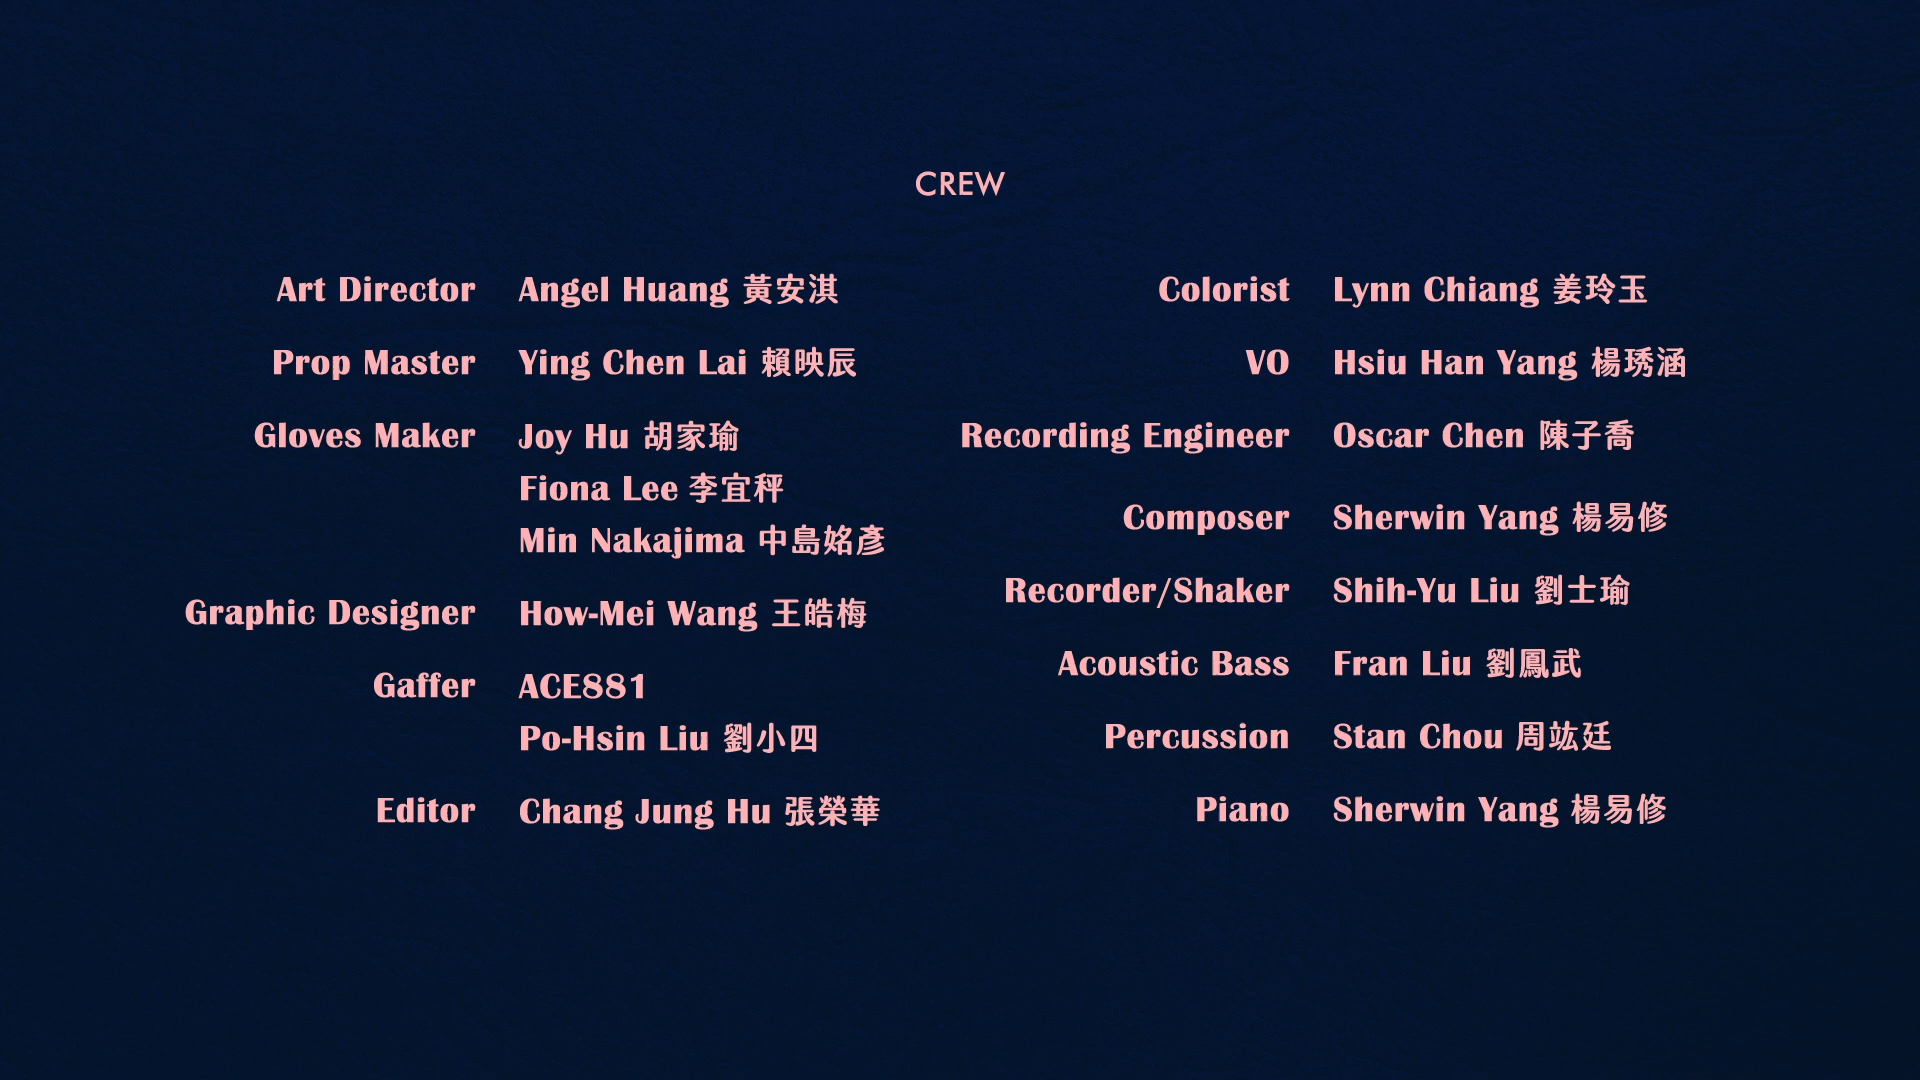 CREW
Art Director Angel Huang 黃安淇
Prop Master Ying Chen Lai 賴映辰
Gloves Maker Joy Hu 胡家瑜
Fiona Lee 李宜秤
Min Nakajima 中島姳彥
Graphic Designer How-Mei Wang 王皓梅
Gaffer ACE881
Po-Hsin Liu 劉小四
Editor Chang Jung Hu 張榮華
Colorist Lynn Chiang 姜玲玉
VO Hsiu Han Yang 楊琇涵
Recording Engineer Oscar Chen 陳子喬
Composer Sherwin Yang 楊易修
Recorder/Shaker Shih-Yu Liu 劉士瑜
Acoustic Bass Fran Liu 劉鳳武
Percussion Stan Chou 周竑廷
Piano Sherwin Yang 楊易修